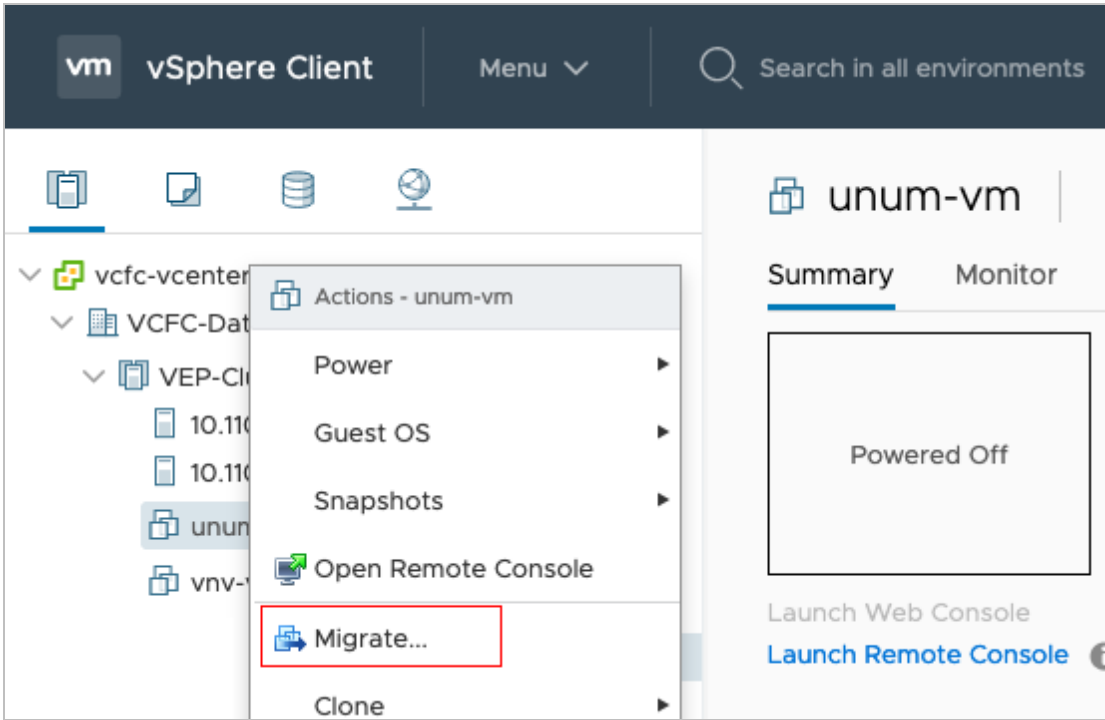 vm vSphere Client Menu Search in all environments
unum-vm
vcfc-vcenter
Actions - unum-vm
Summary Monitor
VCFC-Dat
Power
VEP-Cl
10.110
Guest OS
Powered Off
10.110
Snapshots
unum
Open Remote Console
vnv-
Launch Web Console
Migrate...
Launch Remote Console
Clone